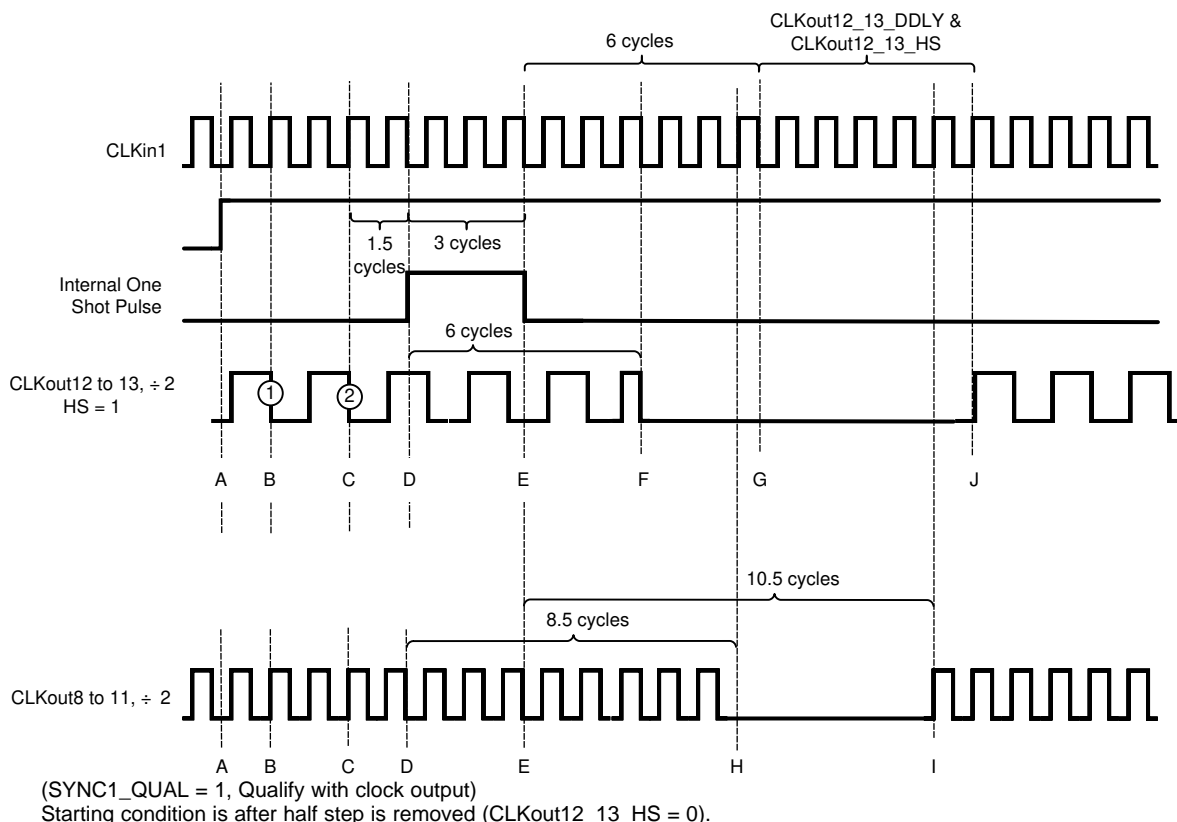 CLKout12_13_DDLY &
CLKout12_13_HS
6 cycles
CLKin1
1.5
cycles
3 cycles
Internal One
Shot Pulse
6 cycles
CLKout12 to 13, ÷ 2
HS = 1
1
2
A B C D E F G J
10.5 cycles
8.5 cycles
CLKout8 to 11, ÷ 2
A B C D E H I
(SYNC1_QUAL = 1, Qualify with clock output)
Starting condition is after half step is removed (CLKout12_13_HS = 0).